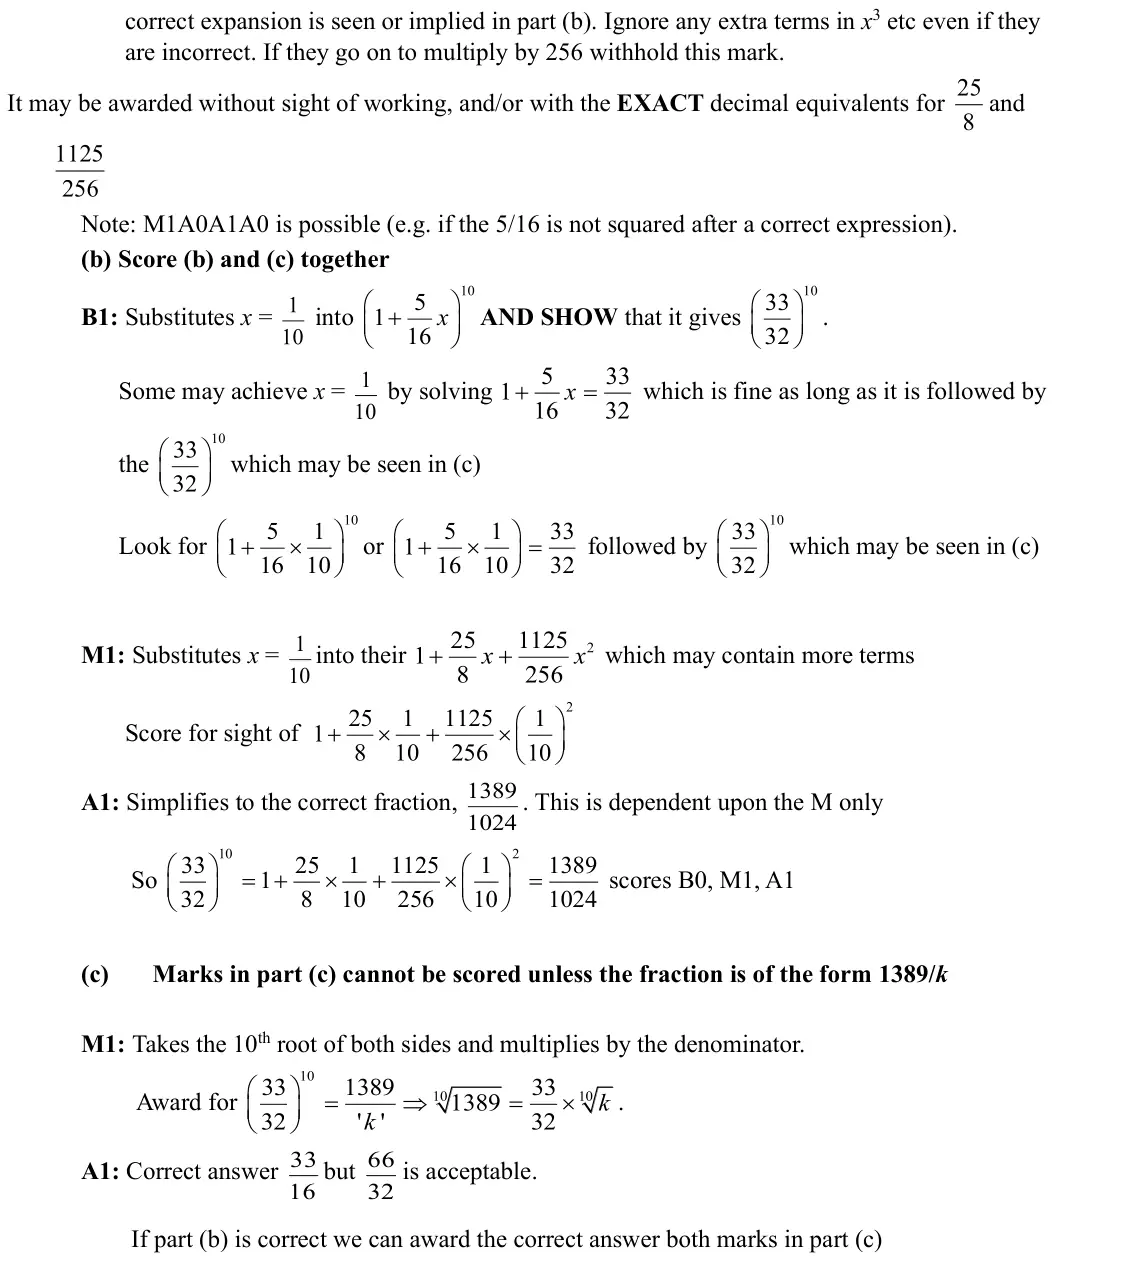 correct expansion is seen or implied in part (b). Ignore any extra terms in x³ etc even if they
are incorrect. If they go on to multiply by 256 withhold this mark.
It may be awarded without sight of working, and/or with the EXACT decimal equivalents for 25/8 and
1125/256
Note: M1A0A1A0 is possible (e.g. if the 5/16 is not squared after a correct expression).
(b) Score (b) and (c) together
B1: Substitutes x = 1/10 into (1 + 5/16 x)^10 AND SHOW that it gives (33/32)^10.
Some may achieve x = 1/10 by solving 1 + 5/16 x = 33/32 which is fine as long as it is followed by
the (33/32)^10 which may be seen in (c)
Look for (1 + 5/16 × 1/10)^10 or (1 + 5/16 × 1/10) = 33/32 followed by (33/32)^10 which may be seen in (c)
M1: Substitutes x = 1/10 into their 1 + 25/8 x + 1125/256 x² which may contain more terms
Score for sight of 1 + 25/8 × 1/10 + 1125/256 × (1/10)²
A1: Simplifies to the correct fraction, 1389/1024. This is dependent upon the M only
So (33/32)^10 = 1 + 25/8 × 1/10 + 1125/256 × (1/10)² = 1389/1024 scores B0, M1, A1
(c) Marks in part (c) cannot be scored unless the fraction is of the form 1389/k
M1: Takes the 10th root of both sides and multiplies by the denominator.
Award for (33/32)^10 = 1389/'k' ⇒ ¹⁰√1389 = 33/32 × ¹⁰√k.
A1: Correct answer 33/16 but 66/32 is acceptable.
If part (b) is correct we can award the correct answer both marks in part (c)